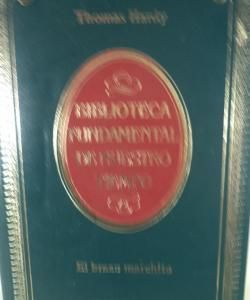 Thomas Hardy
BIBLIOTECA
FUNDAMENTAL
DE NUESTRO
TIEMPO
El brazo marchito